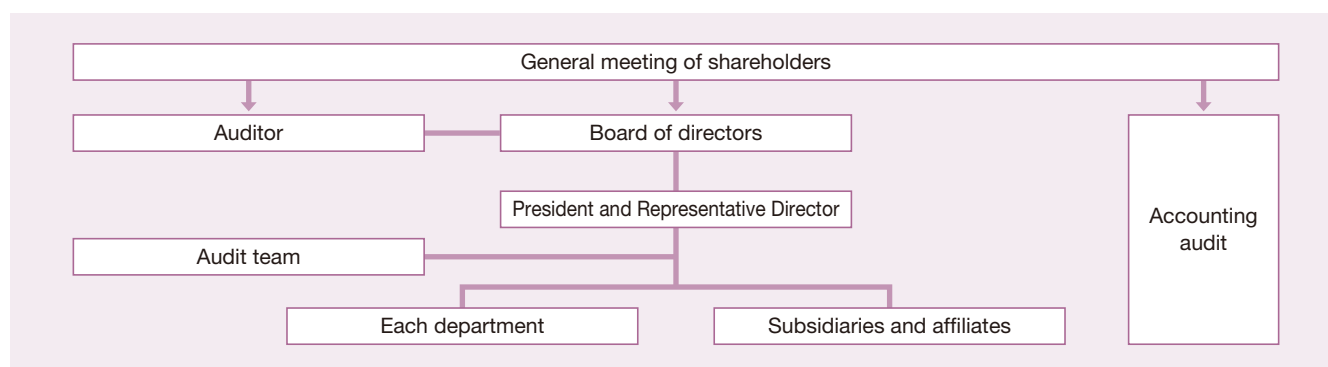 General meeting of shareholders
Auditor
Board of directors
President and Representative Director
Accounting
audit
Audit team
Each department
Subsidiaries and affiliates